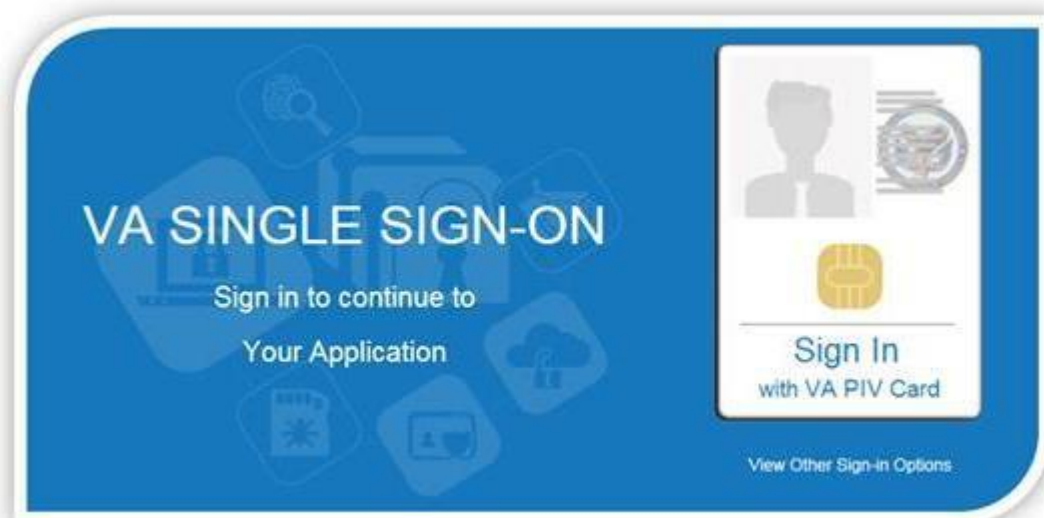 VA SINGLE SIGN-ON
Sign in to continue to
Your Application
Sign In
with VA PIV Card
View Other Sign-in Options